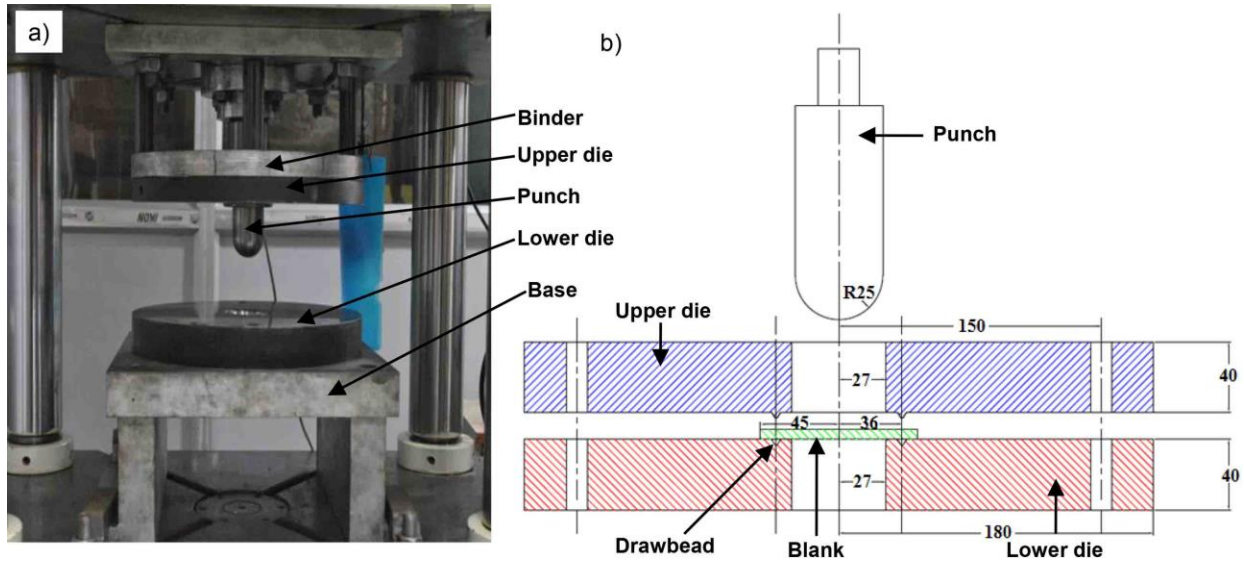 a)
Binder
Upper die
Punch
Lower die
Base
b)
Punch
R25
Upper die
150
27
40
45
36
27
40
Drawbead
Blank
180
Lower die